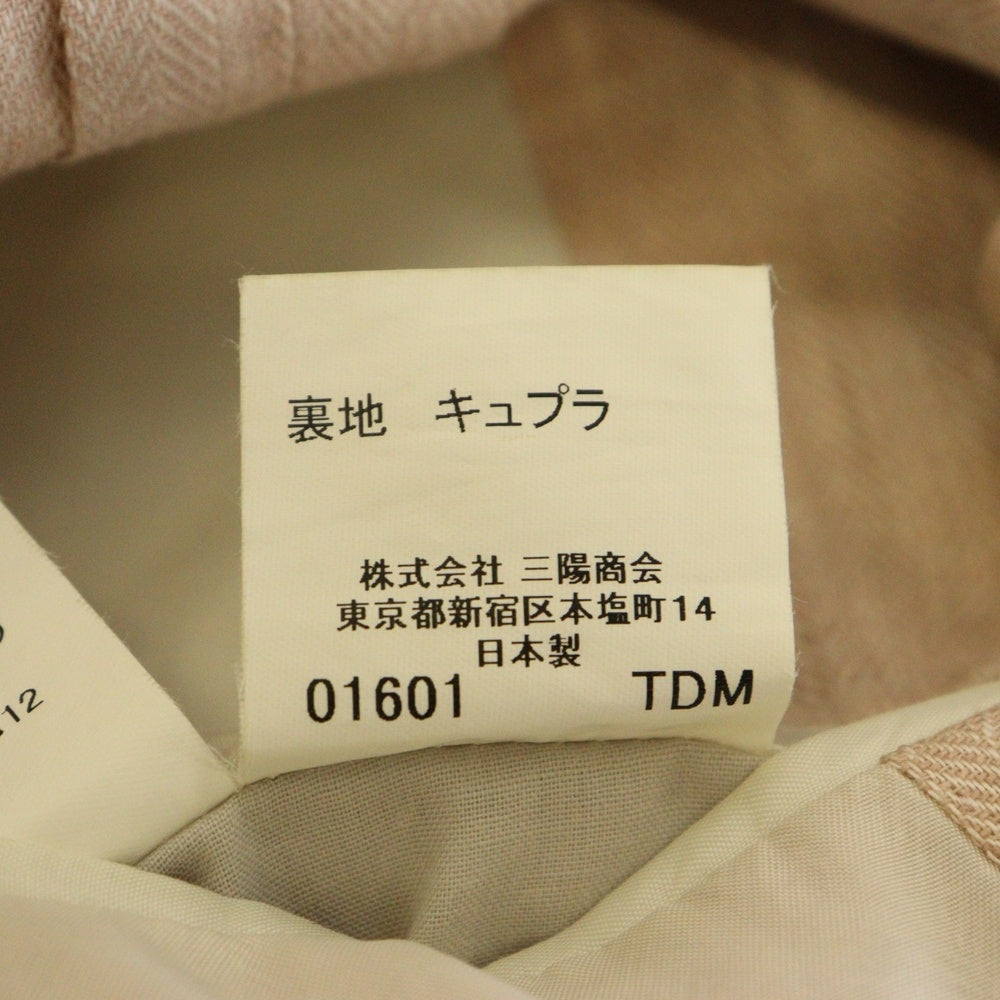 裏地　キュプラ
株式会社 三陽商会
東京都新宿区本塩町14
日本製
01601 TDM
12